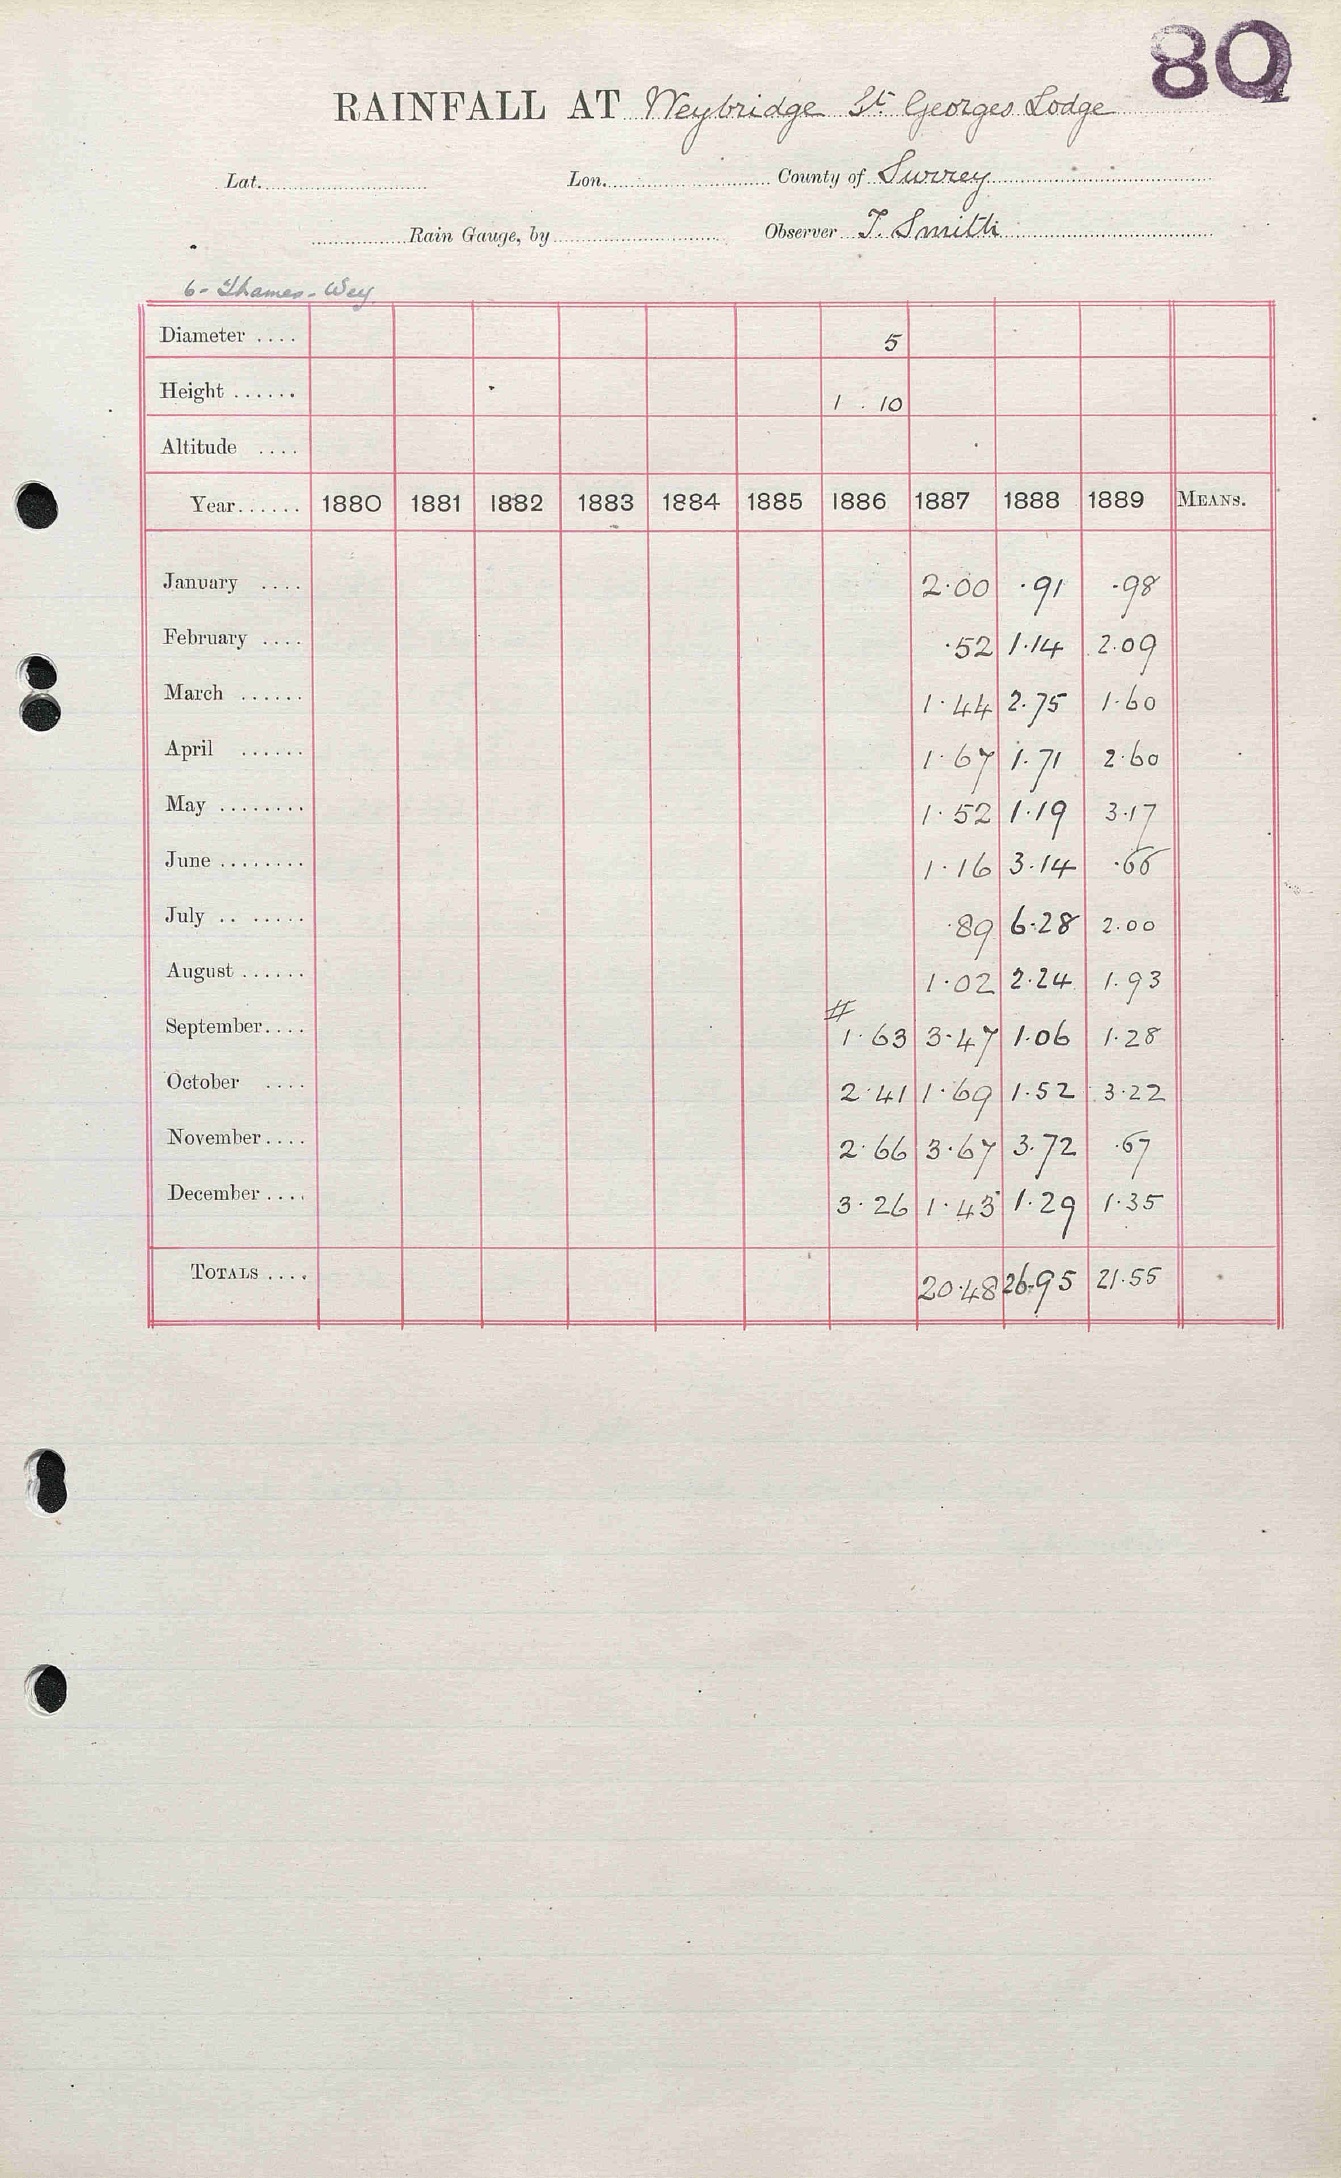 80
RAINFALL AT Weybridge St. Georges Lodge
Lat. Lon. County of Surrey
Rain Gauge, by Observer T. Smith
6 - Thames - Wey
Diameter .... 5
Height ...... 1 . 10
Altitude ....
Year...... 1880 1881 1882 1883 1884 1885 1886 1887 1888 1889 MEANS.
January .... 2.00 .91 .98
February .... .52 1.14 2.09
March ...... 1.44 2.75 1.60
April ...... 1.67 1.71 2.60
May ........ 1.52 1.19 3.17
June ........ 1.16 3.14 .66
July .. ..... .89 6.28 2.00
August ...... 1.02 2.24 1.93
#
September.... 1.63 3.47 1.06 1.28
October .... 2.41 1.69 1.52 3.22
November.... 2.66 3.67 3.72 .67
December .... 3.26 1.43 1.29 1.35
TOTALS .... 20.48 26.95 21.55